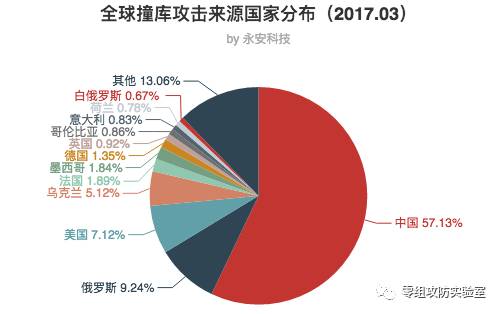 全球撞库攻击来源国家分布（2017.03）
by 永安科技
其他 13.06%
白俄罗斯 0.67%
荷兰 0.78%
意大利 0.83%
哥伦比亚 0.86%
英国 0.92%
德国 1.35%
墨西哥 1.84%
法国 1.89%
乌克兰 5.12%
美国 7.12%
俄罗斯 9.24%
中国 57.13%
零组攻防实验室